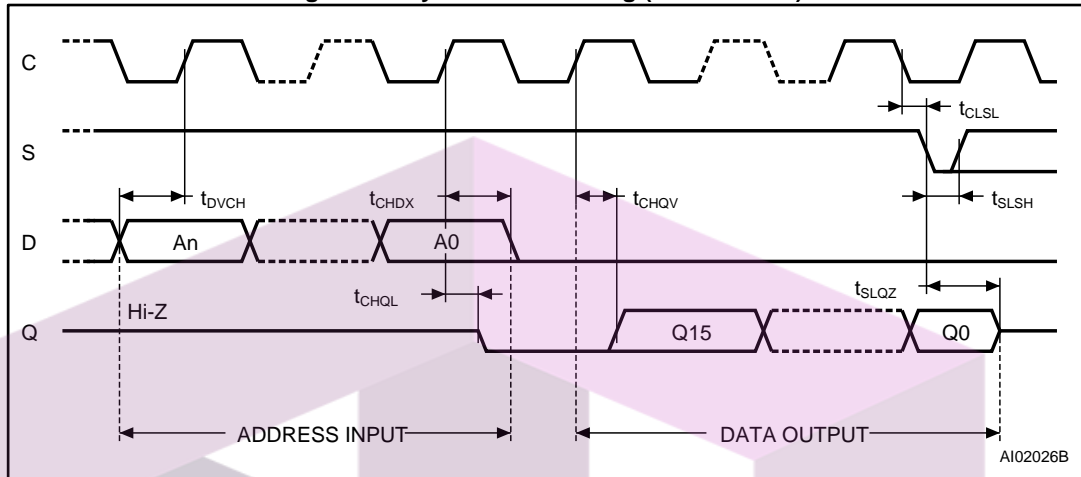 C
t_CLSL
S
t_DVCH
t_CHDX
t_CHQV
t_SLSH
D
An
A0
t_CHQL
t_SLQZ
Hi-Z
Q
Q15
Q0
ADDRESS INPUT
DATA OUTPUT
AI02026B